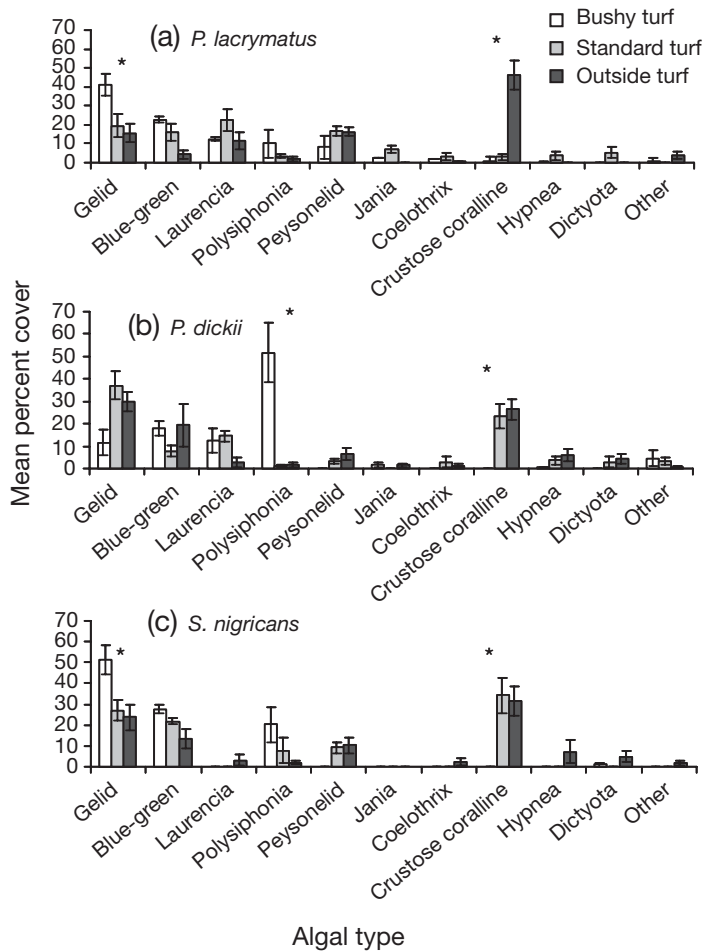 Bushy turf
Standard turf
Outside turf
(a) P. lacrymatus
*
*
70
60
50
40
30
20
10
0
Gelid
Blue-green
Laurencia
Polysiphonia
Peysonelid
Jania
Coelothrix
Crustose coralline
Hypnea
Dictyota
Other
Mean percent cover
(b) P. dickii
*
*
70
60
50
40
30
20
10
0
Gelid
Blue-green
Laurencia
Polysiphonia
Peysonelid
Jania
Coelothrix
Crustose coralline
Hypnea
Dictyota
Other
(c) S. nigricans
*
*
70
60
50
40
30
20
10
0
Gelid
Blue-green
Laurencia
Polysiphonia
Peysonelid
Jania
Coelothrix
Crustose coralline
Hypnea
Dictyota
Other
Algal type